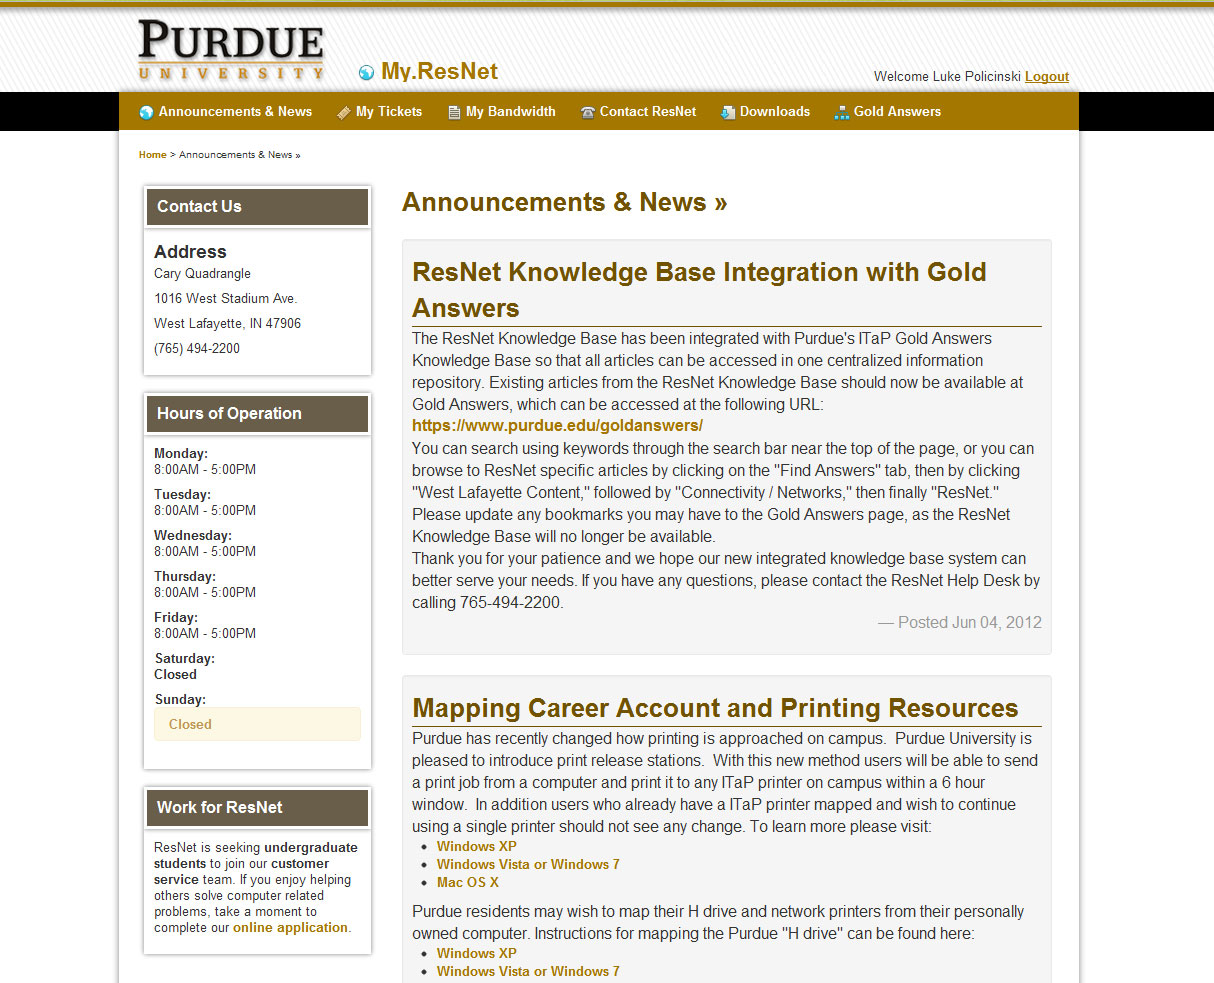 PURDUE
UNIVERSITY
My.ResNet
Welcome Luke Policinski Logout
Announcements & News My Tickets My Bandwidth Contact ResNet Downloads Gold Answers
Home > Announcements & News »
Contact Us
Address
Cary Quadrangle
1016 West Stadium Ave.
West Lafayette, IN 47906
(765) 494-2200
Hours of Operation
Monday:
8:00AM - 5:00PM
Tuesday:
8:00AM - 5:00PM
Wednesday:
8:00AM - 5:00PM
Thursday:
8:00AM - 5:00PM
Friday:
8:00AM - 5:00PM
Saturday:
Closed
Sunday:
Closed
Work for ResNet
ResNet is seeking undergraduate
students to join our customer
service team. If you enjoy helping
others solve computer related
problems, take a moment to
complete our online application.
Announcements & News »
ResNet Knowledge Base Integration with Gold
Answers
The ResNet Knowledge Base has been integrated with Purdue's ITaP Gold Answers
Knowledge Base so that all articles can be accessed in one centralized information
repository. Existing articles from the ResNet Knowledge Base should now be available at
Gold Answers, which can be accessed at the following URL:
https://www.purdue.edu/goldanswers/
You can search using keywords through the search bar near the top of the page, or you can
browse to ResNet specific articles by clicking on the "Find Answers" tab, then by clicking
"West Lafayette Content," followed by "Connectivity / Networks," then finally "ResNet."
Please update any bookmarks you may have to the Gold Answers page, as the ResNet
Knowledge Base will no longer be available.
Thank you for your patience and we hope our new integrated knowledge base system can
better serve your needs. If you have any questions, please contact the ResNet Help Desk by
calling 765-494-2200.
— Posted Jun 04, 2012
Mapping Career Account and Printing Resources
Purdue has recently changed how printing is approached on campus. Purdue University is
pleased to introduce print release stations. With this new method users will be able to send
a print job from a computer and print it to any ITaP printer on campus within a 6 hour
window. In addition users who already have a ITaP printer mapped and wish to continue
using a single printer should not see any change. To learn more please visit:
• Windows XP
• Windows Vista or Windows 7
• Mac OS X
Purdue residents may wish to map their H drive and network printers from their personally
owned computer. Instructions for mapping the Purdue "H drive" can be found here:
• Windows XP
• Windows Vista or Windows 7